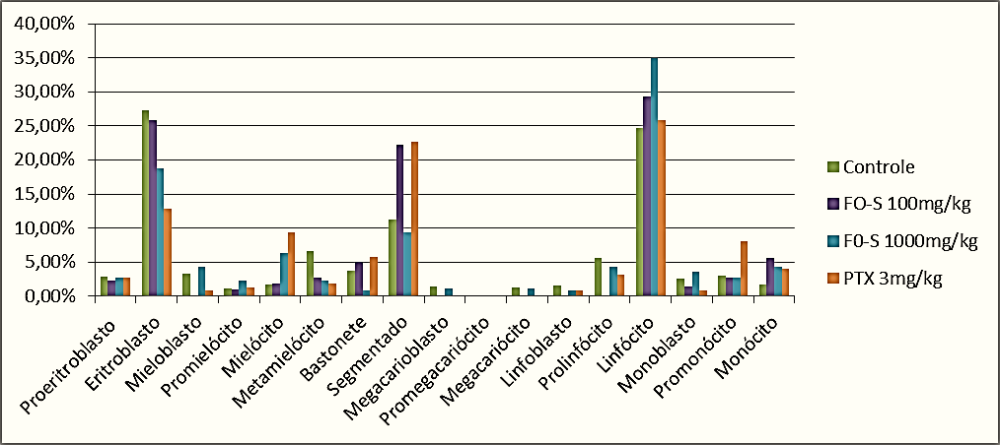 40,00%
35,00%
30,00%
25,00%
20,00%
15,00%
10,00%
5,00%
0,00%
Proeritroblasto
Eritroblasto
Mieloblasto
Promielócito
Mielócito
Metamielócito
Bastonete
Segmentado
Megacarioblasto
Promegacariócito
Megacariócito
Linfoblasto
Prolinfócito
Linfócito
Monoblasto
Promonócito
Monócito
Controle
FO-S 100mg/kg
F0-S 1000mg/kg
PTX 3mg/kg